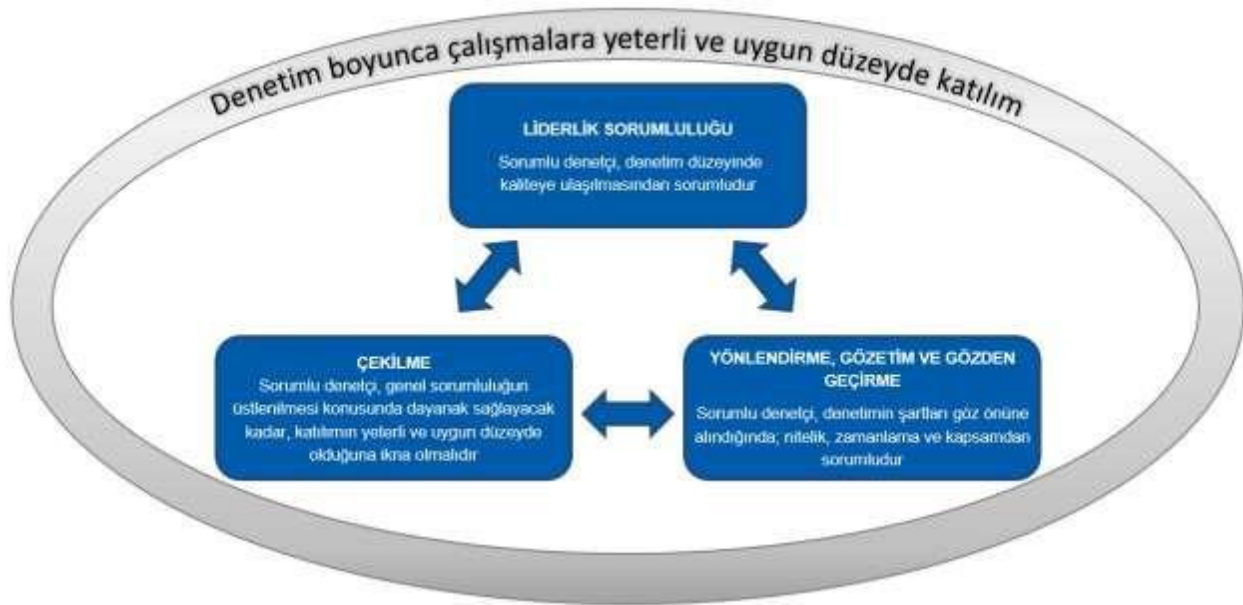 Denetim boyunca çalışmalara yeterli ve uygun düzeyde katılım
LİDERLİK SORUMLULUĞU
Sorumlu denetçi, denetim düzeyinde
kaliteye ulaşılmasından sorumludur
ÇEKİLME
Sorumlu denetçi, genel sorumluluğun
üstlenilmesi konusunda dayanak sağlayacak
kadar, katılımın yeterli ve uygun düzeyde
olduğuna ikna olmalıdır
YÖNLENDİRME, GÖZETİM VE GÖZDEN
GEÇİRME
Sorumlu denetçi, denetimin şartları göz önüne
alındığında; nitelik, zamanlama ve kapsamdan
sorumludur